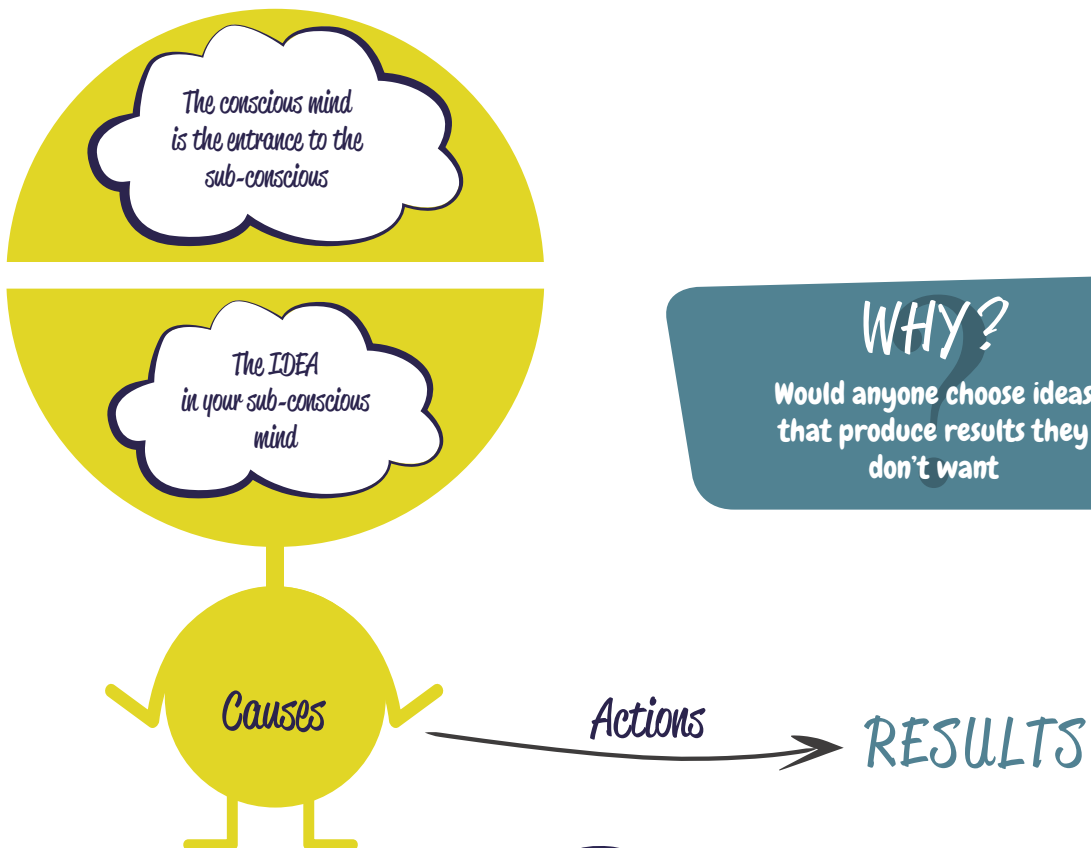 The conscious mind
is the entrance to the
sub-conscious
The IDEA
in your sub-conscious
mind
WHY?
Would anyone choose ideas
that produce results they
don't want
Causes
Actions
RESULTS